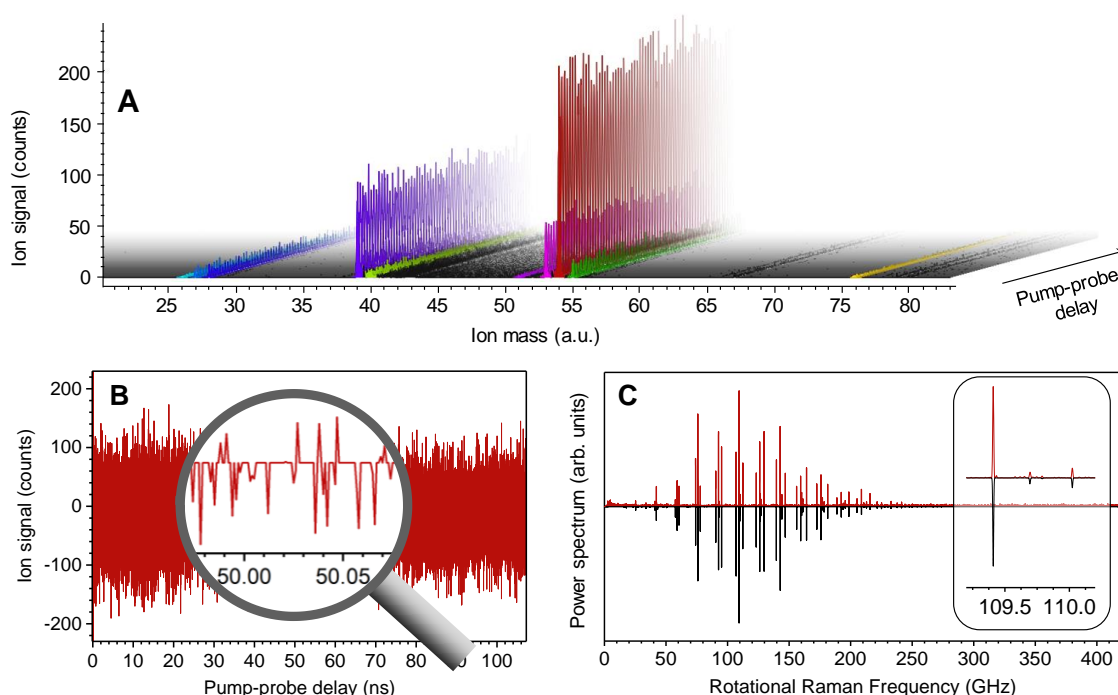 A
Ion signal (counts)
200
150
100
50
0
25 30 35 40 45 50 55 60 65 70 75 80
Ion mass (a.u.)
Pump-probe
delay
B
Ion signal (counts)
200
100
0
-100
-200
50.00 50.05
0 10 20 30 40 50 60 70 80 90 100
Pump-probe delay (ns)
C
Power spectrum (arb. units)
109.5 110.0
0 50 100 150 200 250 300 350 400
Rotational Raman Frequency (GHz)